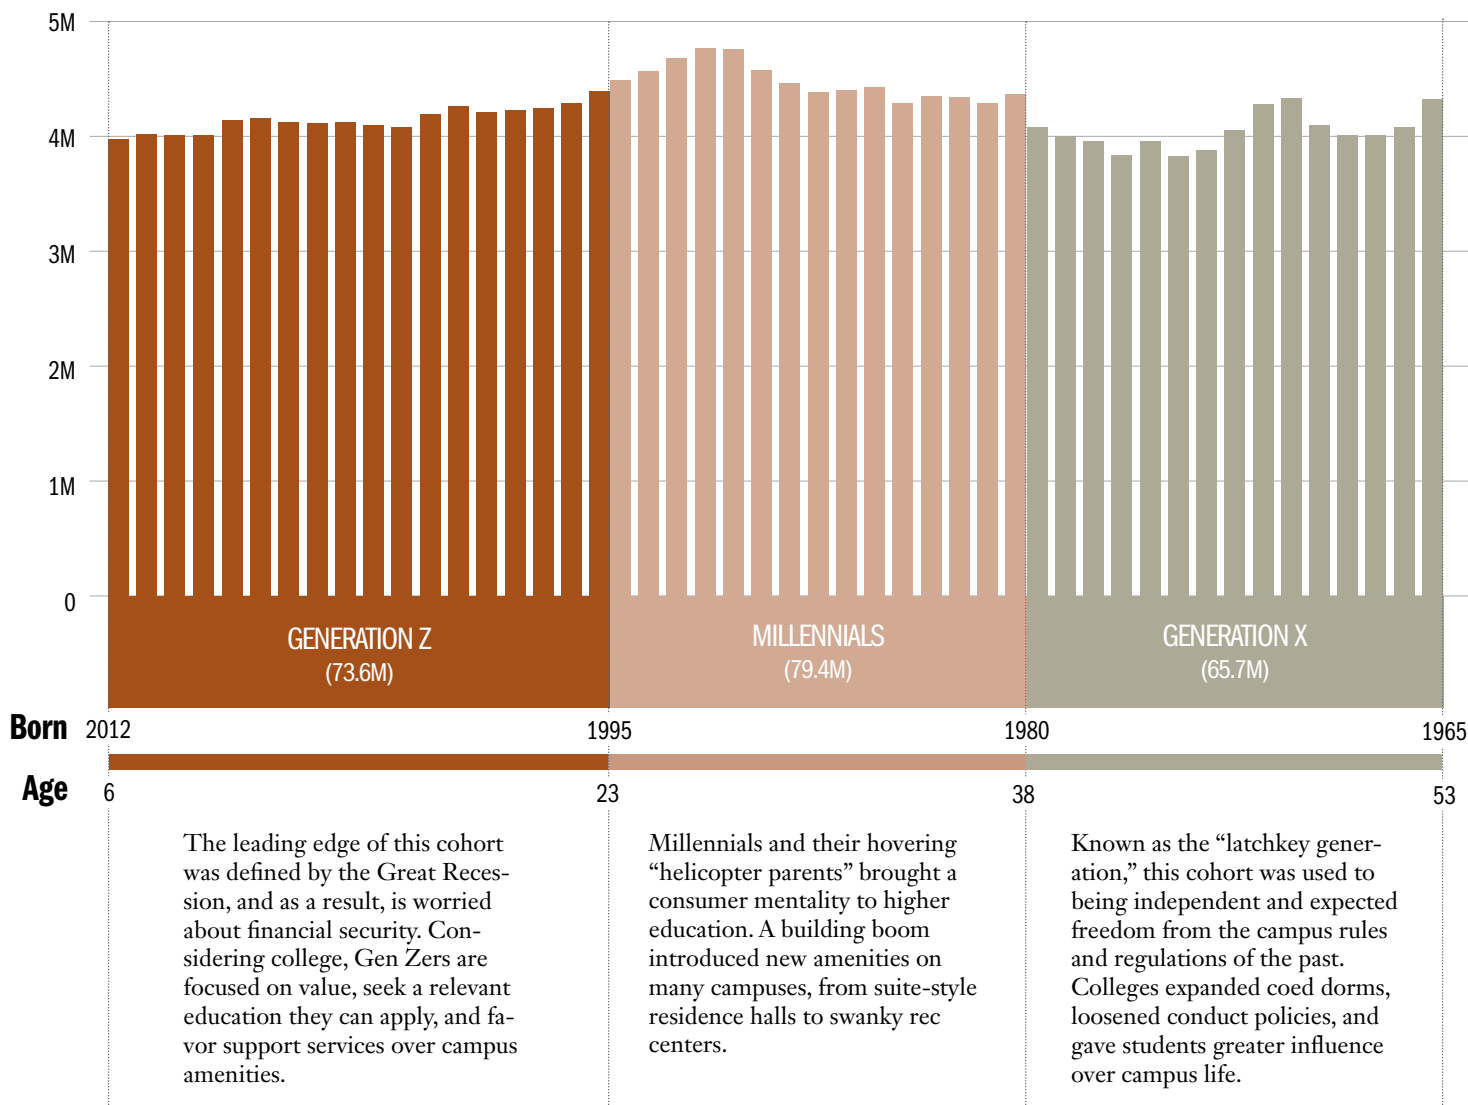 5M
4M
3M
2M
1M
0
GENERATION Z
(73.6M)
MILLENNIALS
(79.4M)
GENERATION X
(65.7M)
Born 2012 1995 1980 1965
Age 6 23 38 53
The leading edge of this cohort
was defined by the Great Reces-
sion, and as a result, is worried
about financial security. Con-
sidering college, Gen Zers are
focused on value, seek a relevant
education they can apply, and fa-
vor support services over campus
amenities.
Millennials and their hovering
“helicopter parents” brought a
consumer mentality to higher
education. A building boom
introduced new amenities on
many campuses, from suite-style
residence halls to swanky rec
centers.
Known as the “latchkey gener-
ation,” this cohort was used to
being independent and expected
freedom from the campus rules
and regulations of the past.
Colleges expanded coed dorms,
loosened conduct policies, and
gave students greater influence
over campus life.